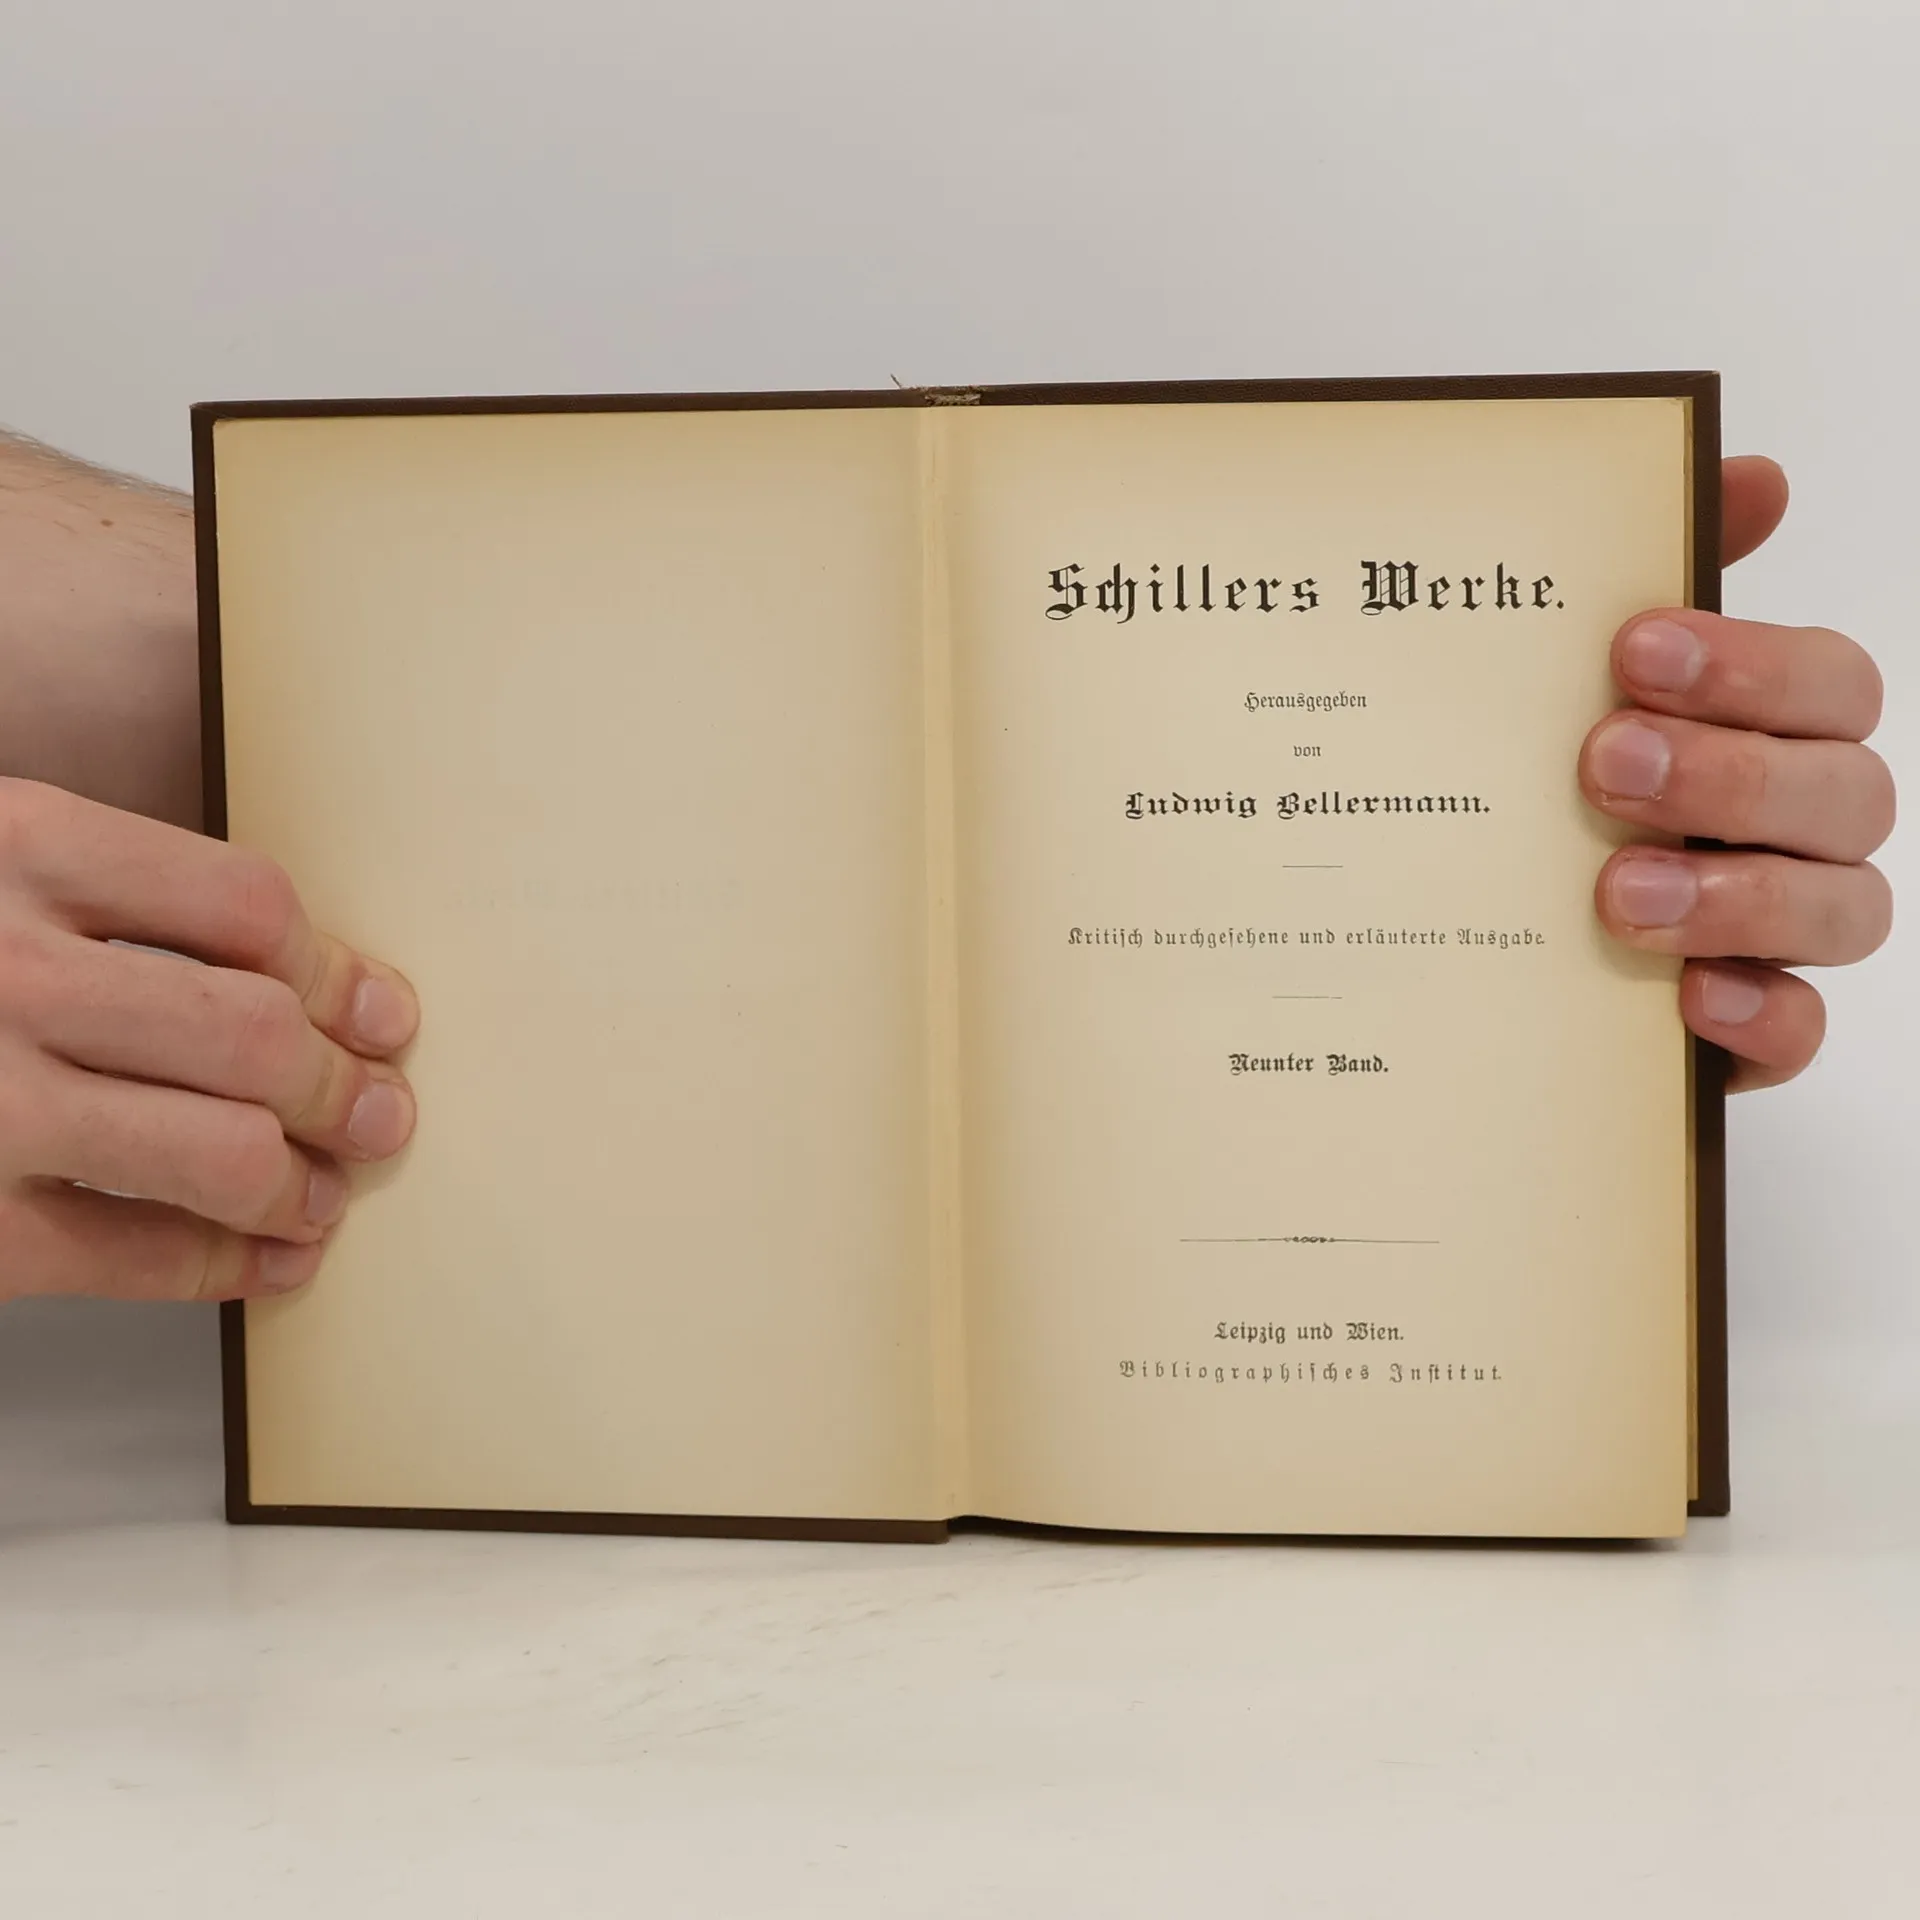 Schillers Werke.
Herausgegeben
von
Ludwig Bellermann.
Kritiſch durchgeſehene und erläuterte Ausgabe.
Neunter Band.
Leipzig und Wien.
Bibliographiſches Inſtitut.